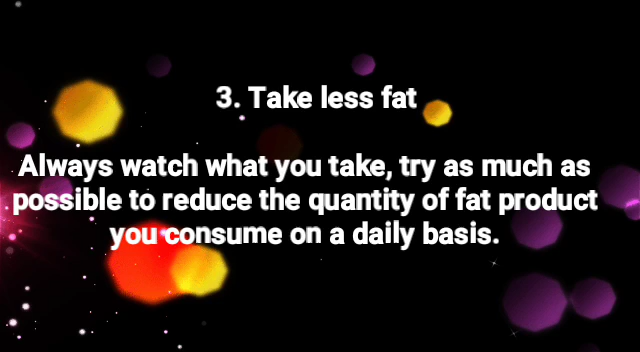 3. Take less fat
Always watch what you take, try as much as
possible to reduce the quantity of fat product
you consume on a daily basis.